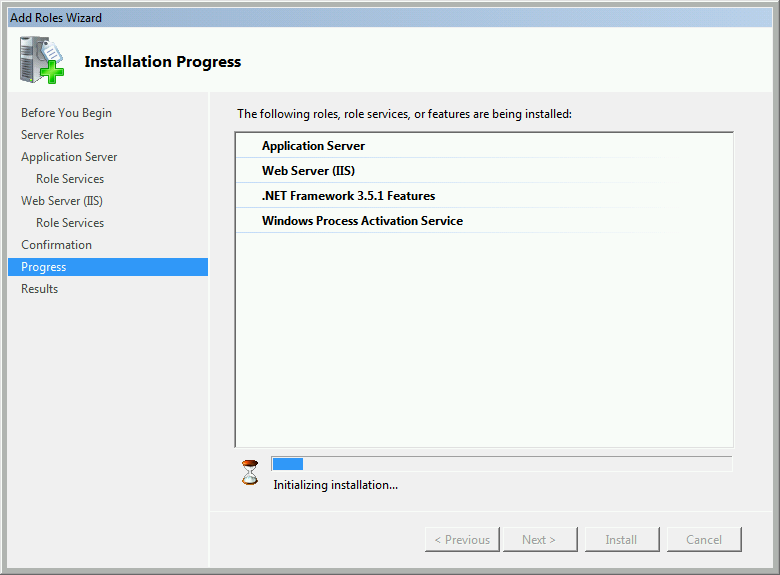 Add Roles Wizard
Installation Progress
Before You Begin
Server Roles
Application Server
Role Services
Web Server (IIS)
Role Services
Confirmation
Progress
Results
The following roles, role services, or features are being installed:
Application Server
Web Server (IIS)
.NET Framework 3.5.1 Features
Windows Process Activation Service
Initializing installation...
< Previous
Next >
Install
Cancel